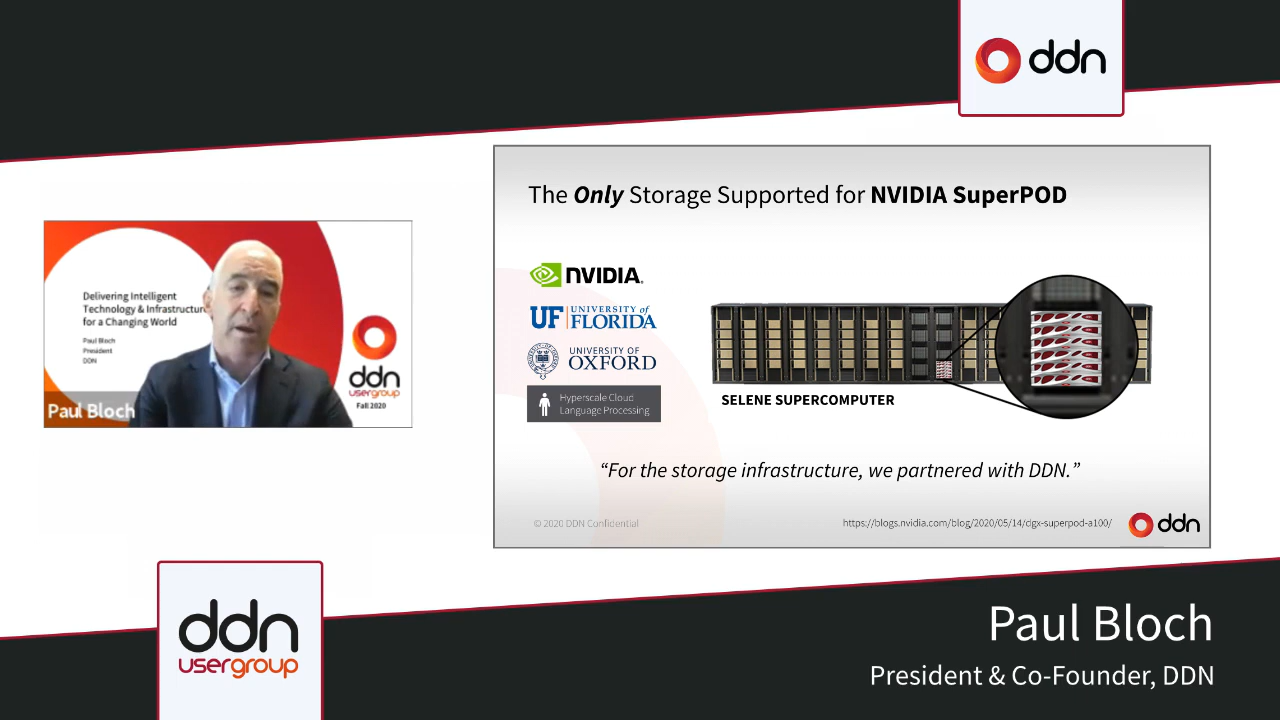 ddn
The Only Storage Supported for NVIDIA SuperPOD
NVIDIA.
UF UNIVERSITY of FLORIDA
UNIVERSITY OF OXFORD
Hyperscale Cloud
Language Processing
SELENE SUPERCOMPUTER
“For the storage infrastructure, we partnered with DDN.”
© 2020 DDN Confidential
https://blogs.nvidia.com/blog/2020/05/14/dgx-superpod-a100/
ddn
Delivering Intelligent
Technology & Infrastructure
for a Changing World
Paul Bloch
President
DDN
ddn
usergroup
Fall 2020
Paul Bloch
ddn
usergroup
Paul Bloch
President & Co-Founder, DDN